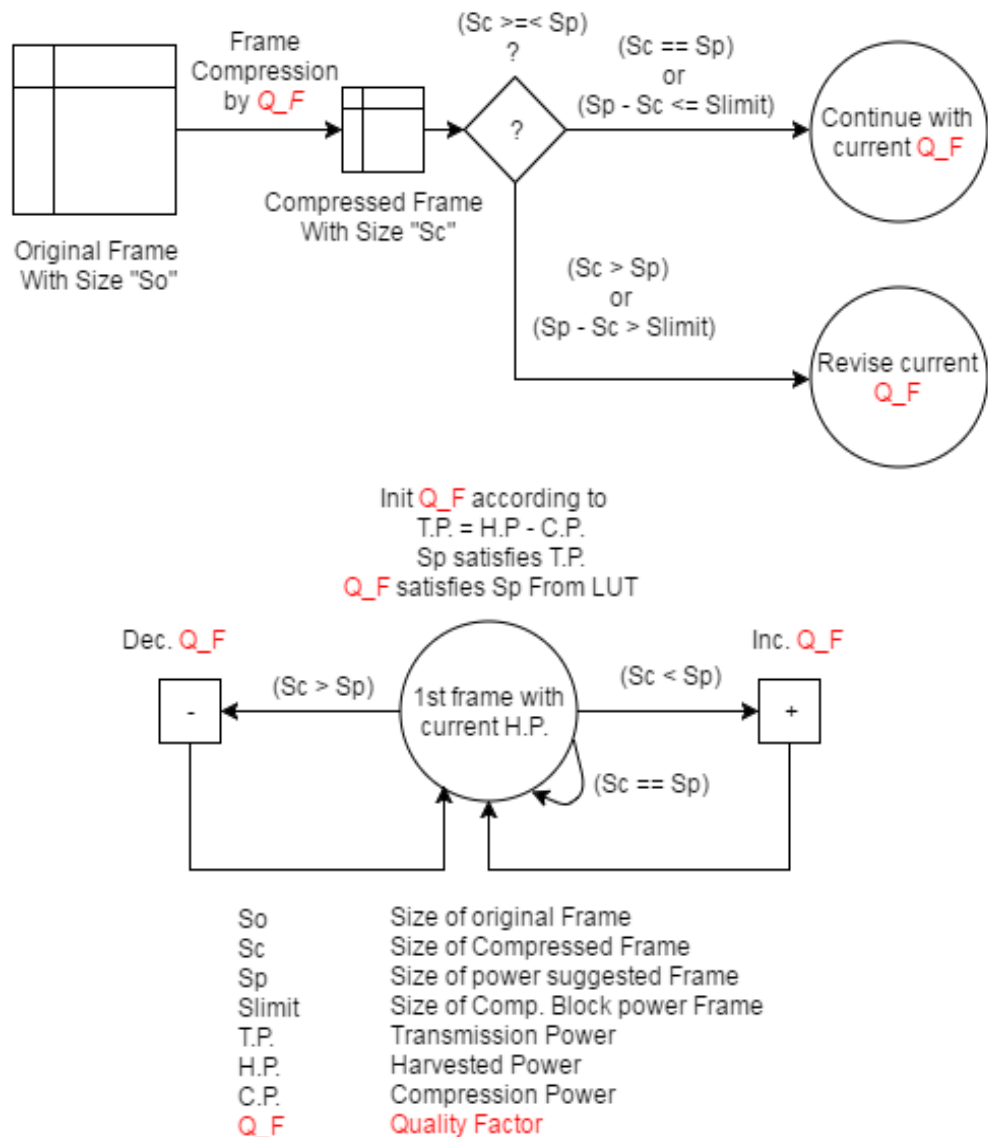 (Sc >=< Sp)
?
Frame
Compression
by Q_F
(Sc == Sp)
or
(Sp - Sc <= Slimit)
?
Continue with
current Q_F
Compressed Frame
With Size "Sc"
Original Frame
With Size "So"
(Sc > Sp)
or
(Sp - Sc > Slimit)
Revise current
Q_F
Init Q_F according to
T.P. = H.P - C.P.
Sp satisfies T.P.
Q_F satisfies Sp From LUT
Dec. Q_F
Inc. Q_F
(Sc > Sp)
(Sc < Sp)
-
1st frame with
current H.P.
+
(Sc == Sp)
So Size of original Frame
Sc Size of Compressed Frame
Sp Size of power suggested Frame
Slimit Size of Comp. Block power Frame
T.P. Transmission Power
H.P. Harvested Power
C.P. Compression Power
Q_F Quality Factor